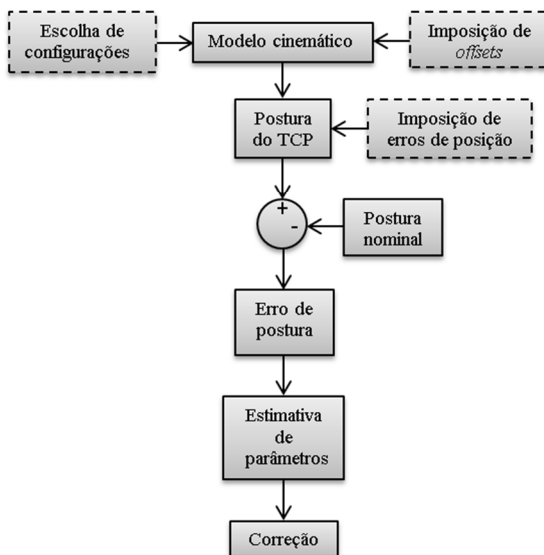 Escolha de
configurações
Modelo cinemático
Imposição de
offsets
Postura
do TCP
Imposição de
erros de posição
+
-
Postura
nominal
Erro de
postura
Estimativa
de
parâmetros
Correção